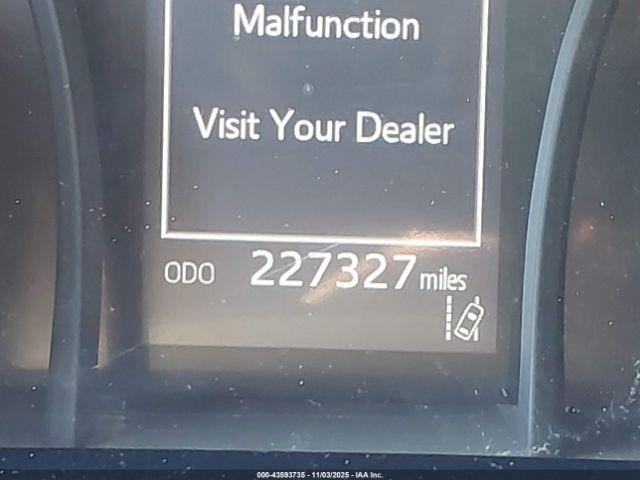 Malfunction
Visit Your Dealer
ODO 227327 miles
000-43593735 - 11/03/2025 - IAA Inc.